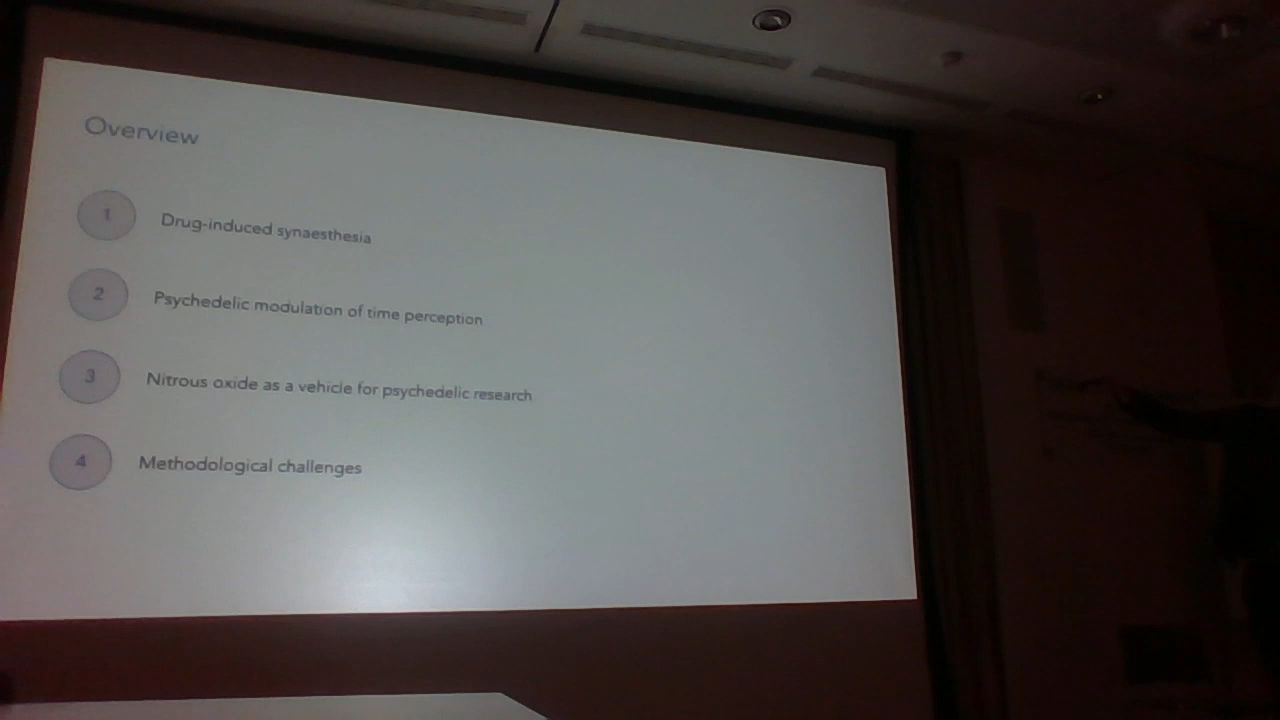 Overview
1
Drug-induced synaesthesia
2
Psychedelic modulation of time perception
3
Nitrous oxide as a vehicle for psychedelic research
4
Methodological challenges